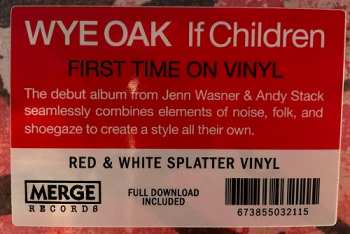 WYE OAK If Children
FIRST TIME ON VINYL
The debut album from Jenn Wasner & Andy Stack
seamlessly combines elements of noise, folk, and
shoegaze to create a style all their own.
RED & WHITE SPLATTER VINYL
MERGE
RECORDS
FULL DOWNLOAD
INCLUDED
673855032115